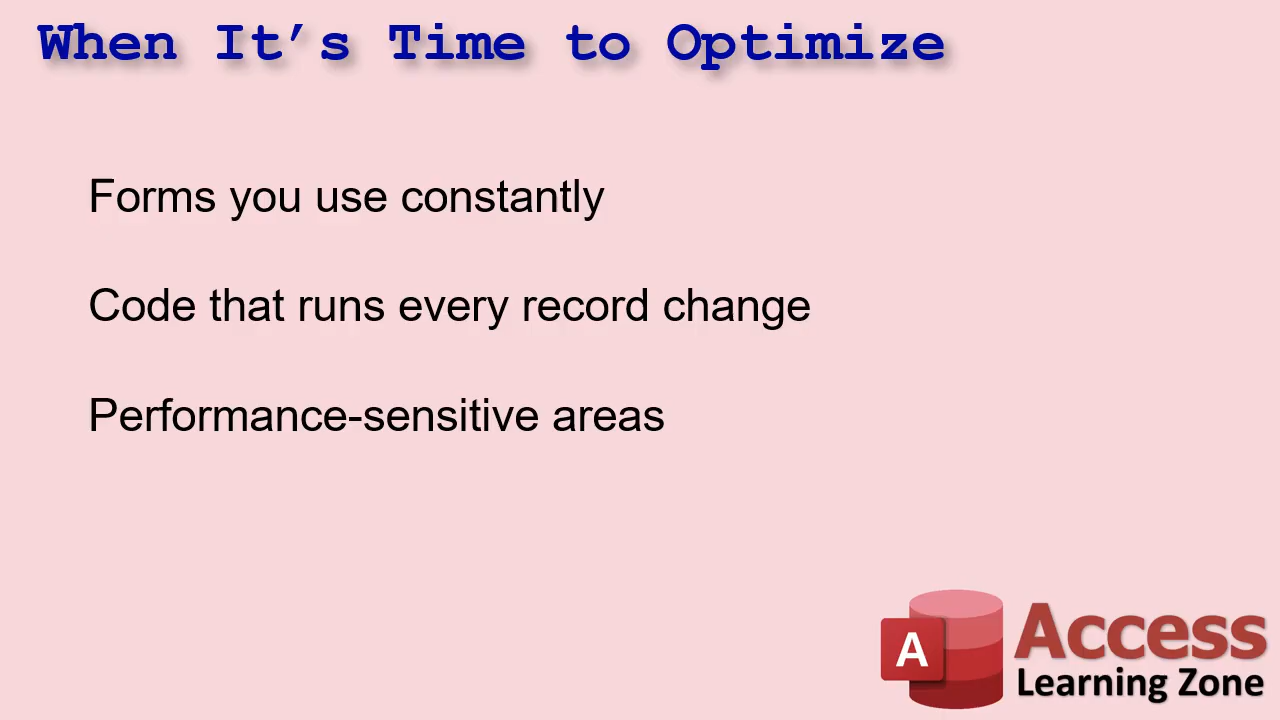 When It’s Time to Optimize
Forms you use constantly
Code that runs every record change
Performance-sensitive areas
A
Access
Learning Zone